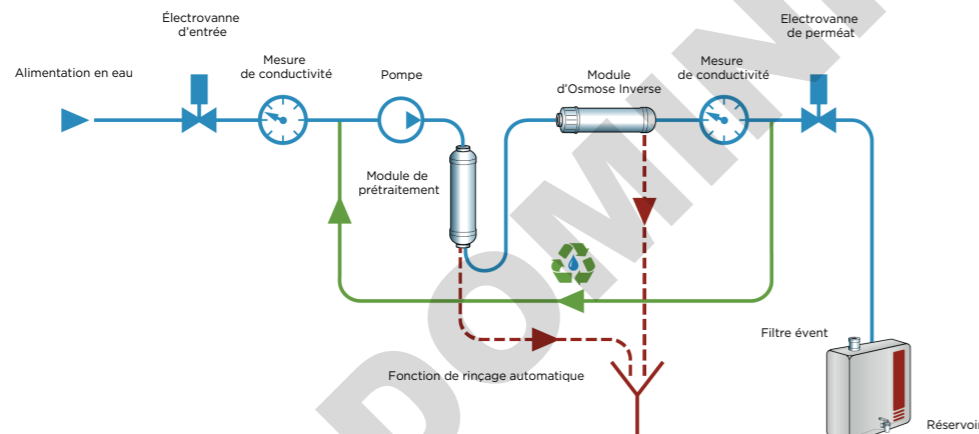 Électrovanne
d'entrée
Electrovanne
de perméat
Alimentation en eau
Mesure
de conductivité
Pompe
Module
d'Osmose Inverse
Mesure
de conductivité
Module de
prétraitement
Filtre évent
Fonction de rinçage automatique
Réservoir
DOMINI